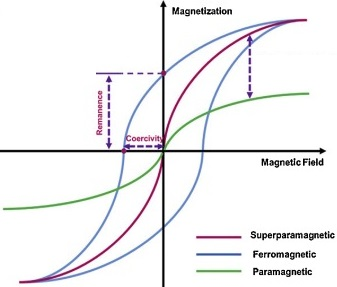 Magnetization
Remanence
Coercivity
Magnetic Field
Superparamagnetic
Ferromagnetic
Paramagnetic